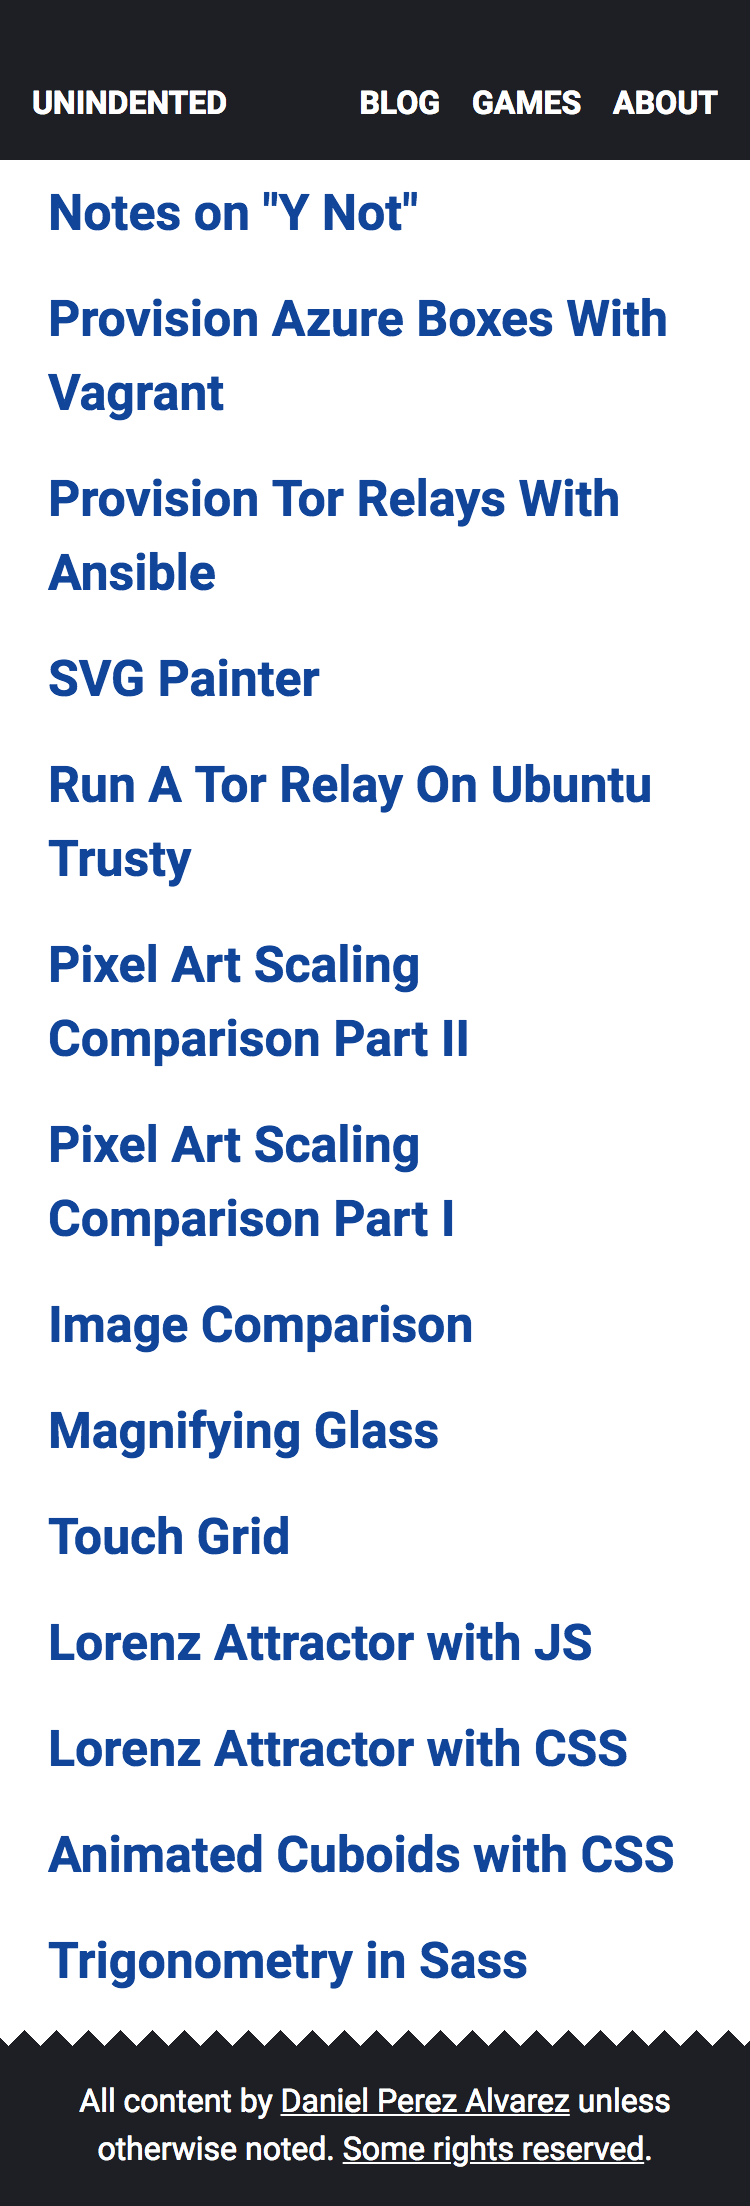 UNINDENTED BLOG GAMES ABOUT
Notes on "Y Not"
Provision Azure Boxes With
Vagrant
Provision Tor Relays With
Ansible
SVG Painter
Run A Tor Relay On Ubuntu
Trusty
Pixel Art Scaling
Comparison Part II
Pixel Art Scaling
Comparison Part I
Image Comparison
Magnifying Glass
Touch Grid
Lorenz Attractor with JS
Lorenz Attractor with CSS
Animated Cuboids with CSS
Trigonometry in Sass
All content by Daniel Perez Alvarez unless
otherwise noted. Some rights reserved.